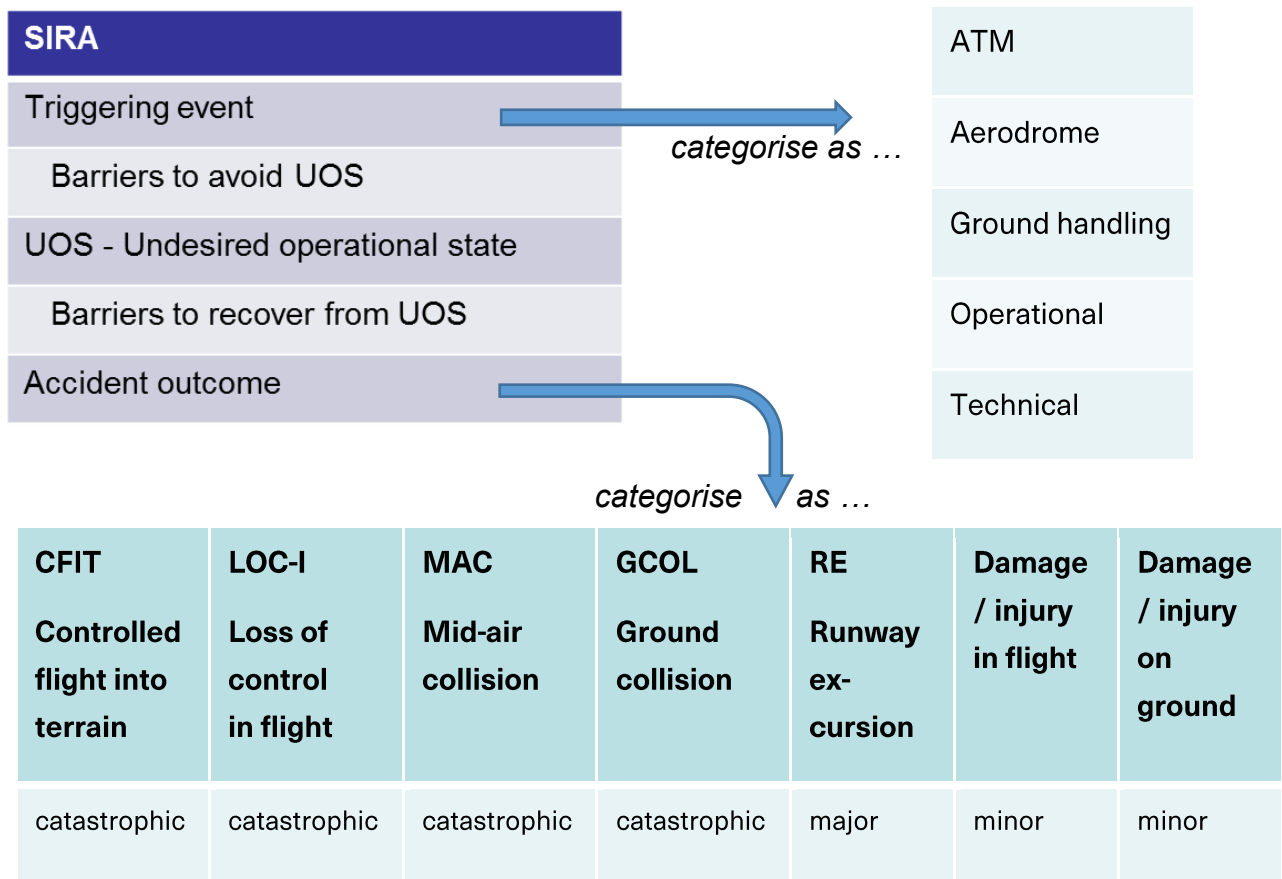 SIRA
Triggering event
Barriers to avoid UOS
UOS - Undesired operational state
Barriers to recover from UOS
Accident outcome
categorise as …
ATM
Aerodrome
Ground handling
Operational
Technical
categorise as …
CFIT
Controlled
flight into
terrain
LOC-I
Loss of
control
in flight
MAC
Mid-air
collision
GCOL
Ground
collision
RE
Runway
ex-
cursion
Damage
/ injury
in flight
Damage
/ injury
on
ground
catastrophic
catastrophic
catastrophic
catastrophic
major
minor
minor